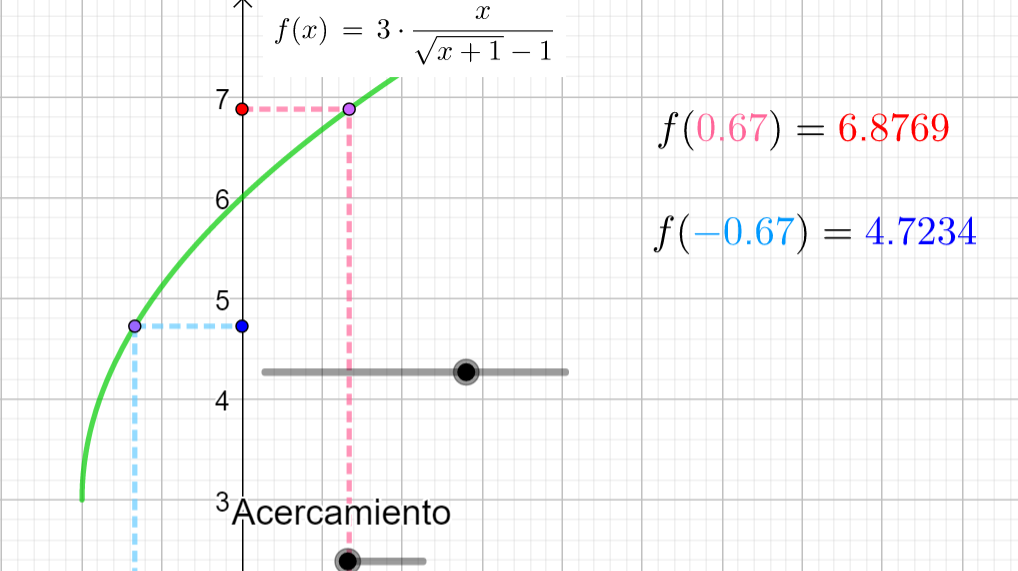 f(x) = 3 · x / (√(x + 1) − 1)
7
f(0.67) = 6.8769
6
f(−0.67) = 4.7234
5
4
3
Acercamiento